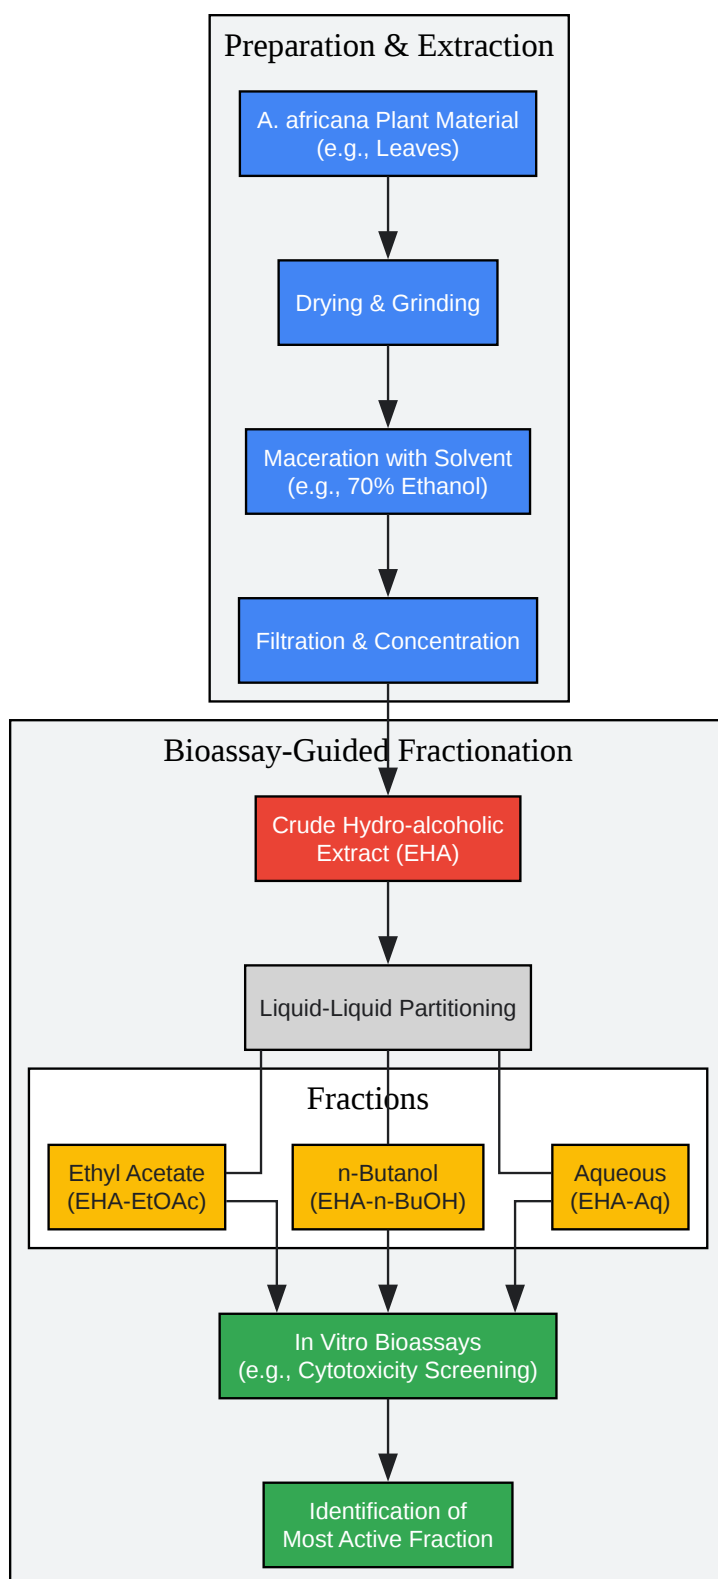 Preparation & Extraction
A. africana Plant Material
(e.g., Leaves)
Drying & Grinding
Maceration with Solvent
(e.g., 70% Ethanol)
Filtration & Concentration
Bioassay-Guided Fractionation
Crude Hydro-alcoholic
Extract (EHA)
Liquid-Liquid Partitioning
Fractions
Ethyl Acetate
(EHA-EtOAc)
n-Butanol
(EHA-n-BuOH)
Aqueous
(EHA-Aq)
In Vitro Bioassays
(e.g., Cytotoxicity Screening)
Identification of
Most Active Fraction